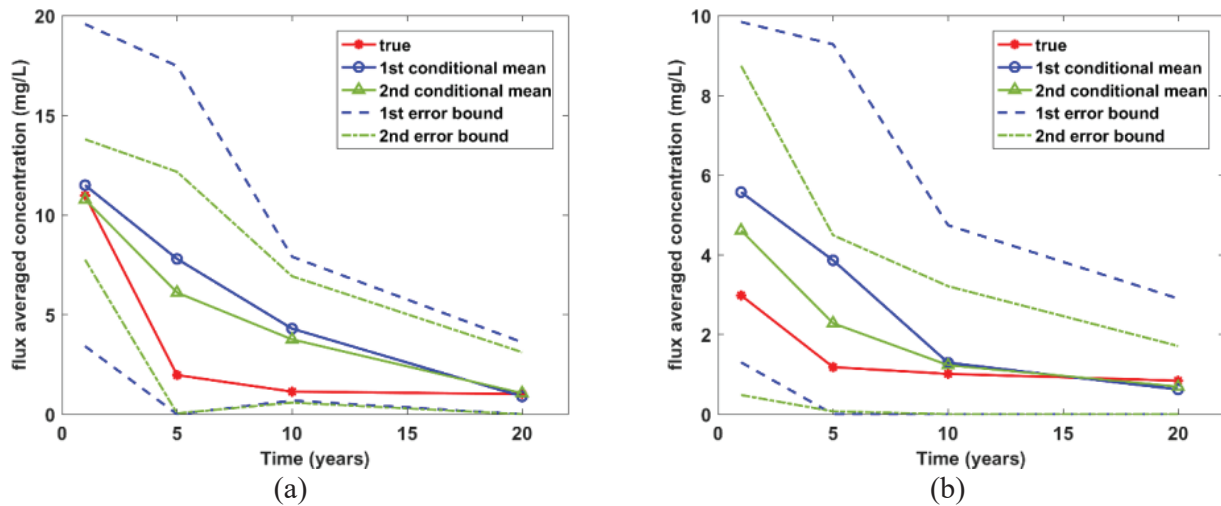 20
15
10
5
0
flux averaged concentration (mg/L)
true
1st conditional mean
2nd conditional mean
1st error bound
2nd error bound
0 5 10 15 20
Time (years)
(a)
10
8
6
4
2
0
flux averaged concentration (mg/L)
true
1st conditional mean
2nd conditional mean
1st error bound
2nd error bound
0 5 10 15 20
Time (years)
(b)